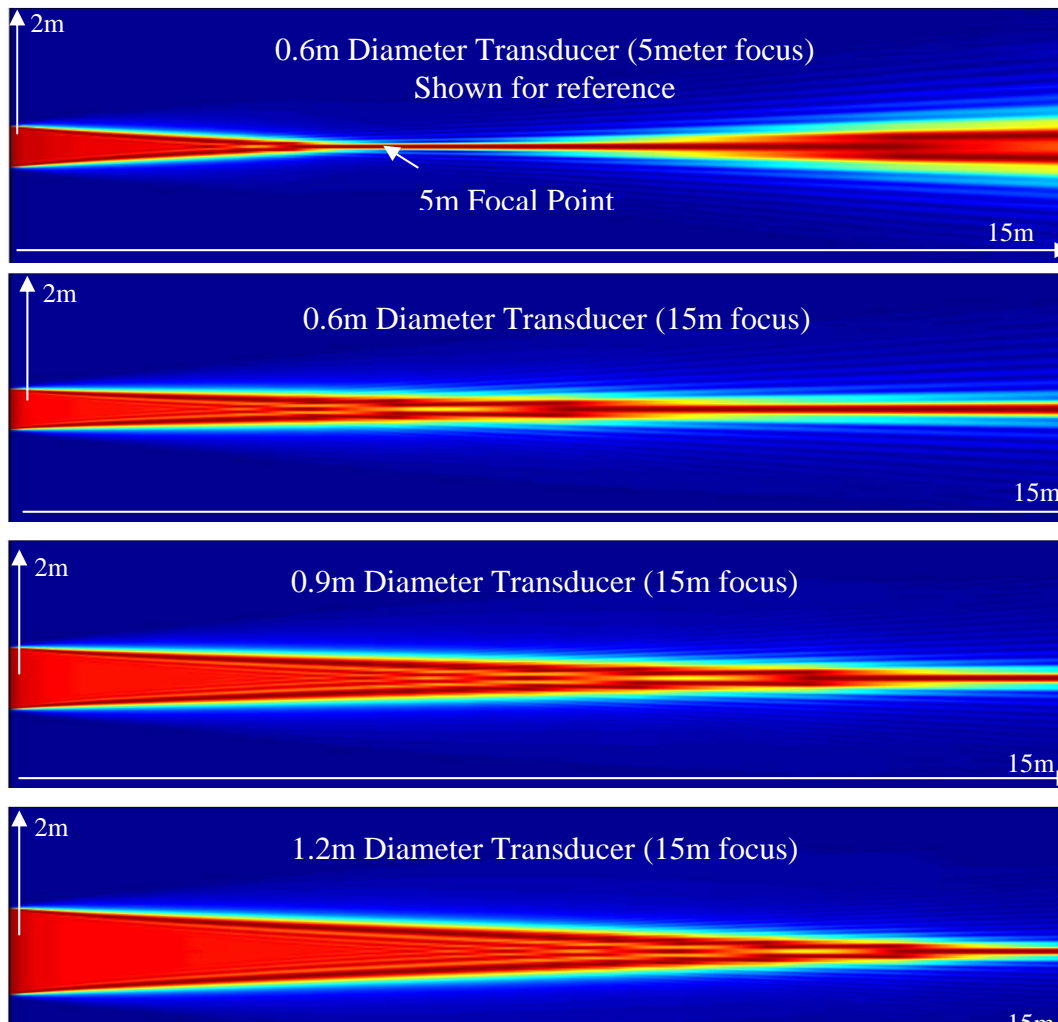 2m
0.6m Diameter Transducer (5meter focus)
Shown for reference
5m Focal Point
15m
2m
0.6m Diameter Transducer (15m focus)
15m
2m
0.9m Diameter Transducer (15m focus)
15m
2m
1.2m Diameter Transducer (15m focus)
15m